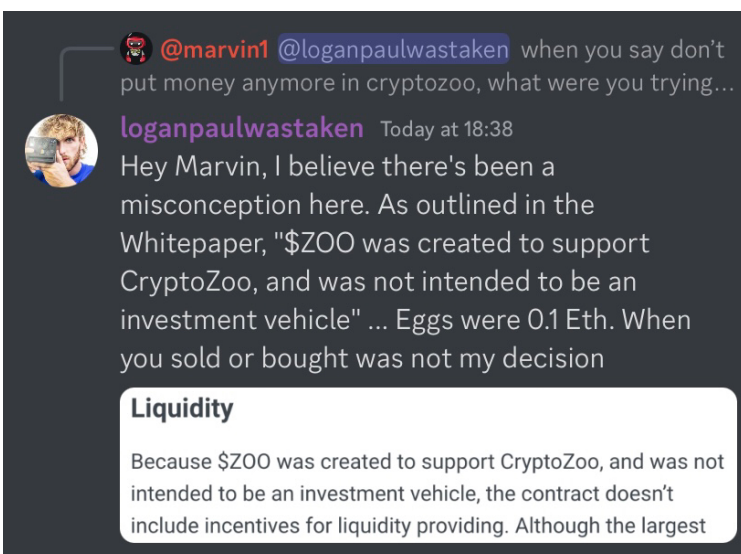 @marvin1 @loganpaulwastaken when you say don't
put money anymore in cryptozoo, what were you trying...
loganpaulwastaken Today at 18:38
Hey Marvin, I believe there's been a
misconception here. As outlined in the
Whitepaper, "$ZOO was created to support
CryptoZoo, and was not intended to be an
investment vehicle" ... Eggs were 0.1 Eth. When
you sold or bought was not my decision
Liquidity
Because $ZOO was created to support CryptoZoo, and was not
intended to be an investment vehicle, the contract doesn't
include incentives for liquidity providing. Although the largest